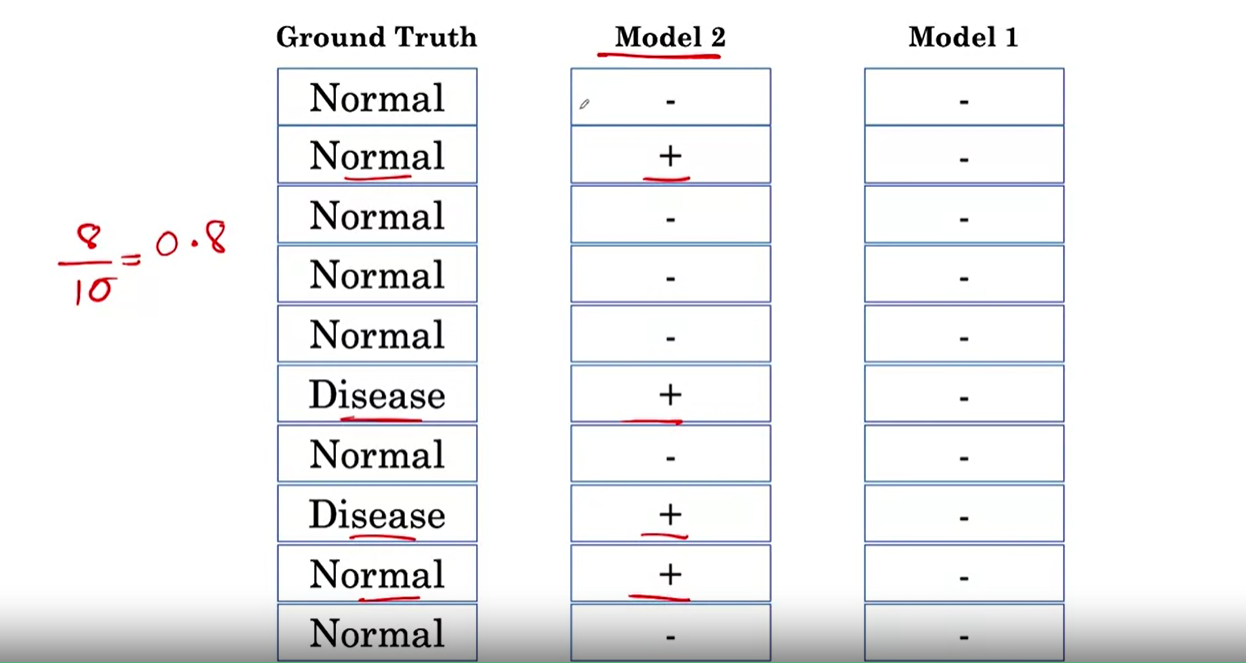 Ground Truth Model 2 Model 1
Normal - -
Normal + -
Normal - -
8/10 = 0.8
Normal - -
Normal - -
Disease + -
Normal - -
Disease + -
Normal + -
Normal - -